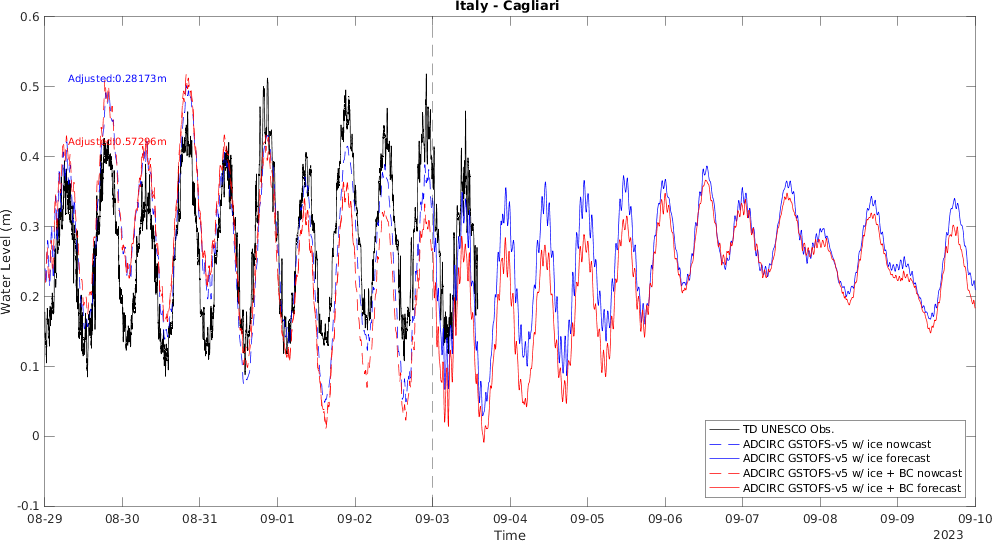 Italy - Cagliari
Water Level (m)
0.6
0.5
0.4
0.3
0.2
0.1
0
-0.1
Adjusted:0.28173m
Adjusted:0.57296m
TD UNESCO Obs.
ADCIRC GSTOFS-v5 w/ ice nowcast
ADCIRC GSTOFS-v5 w/ ice forecast
ADCIRC GSTOFS-v5 w/ ice + BC nowcast
ADCIRC GSTOFS-v5 w/ ice + BC forecast
08-29 08-30 08-31 09-01 09-02 09-03 09-04 09-05 09-06 09-07 09-08 09-09 09-10
Time
2023